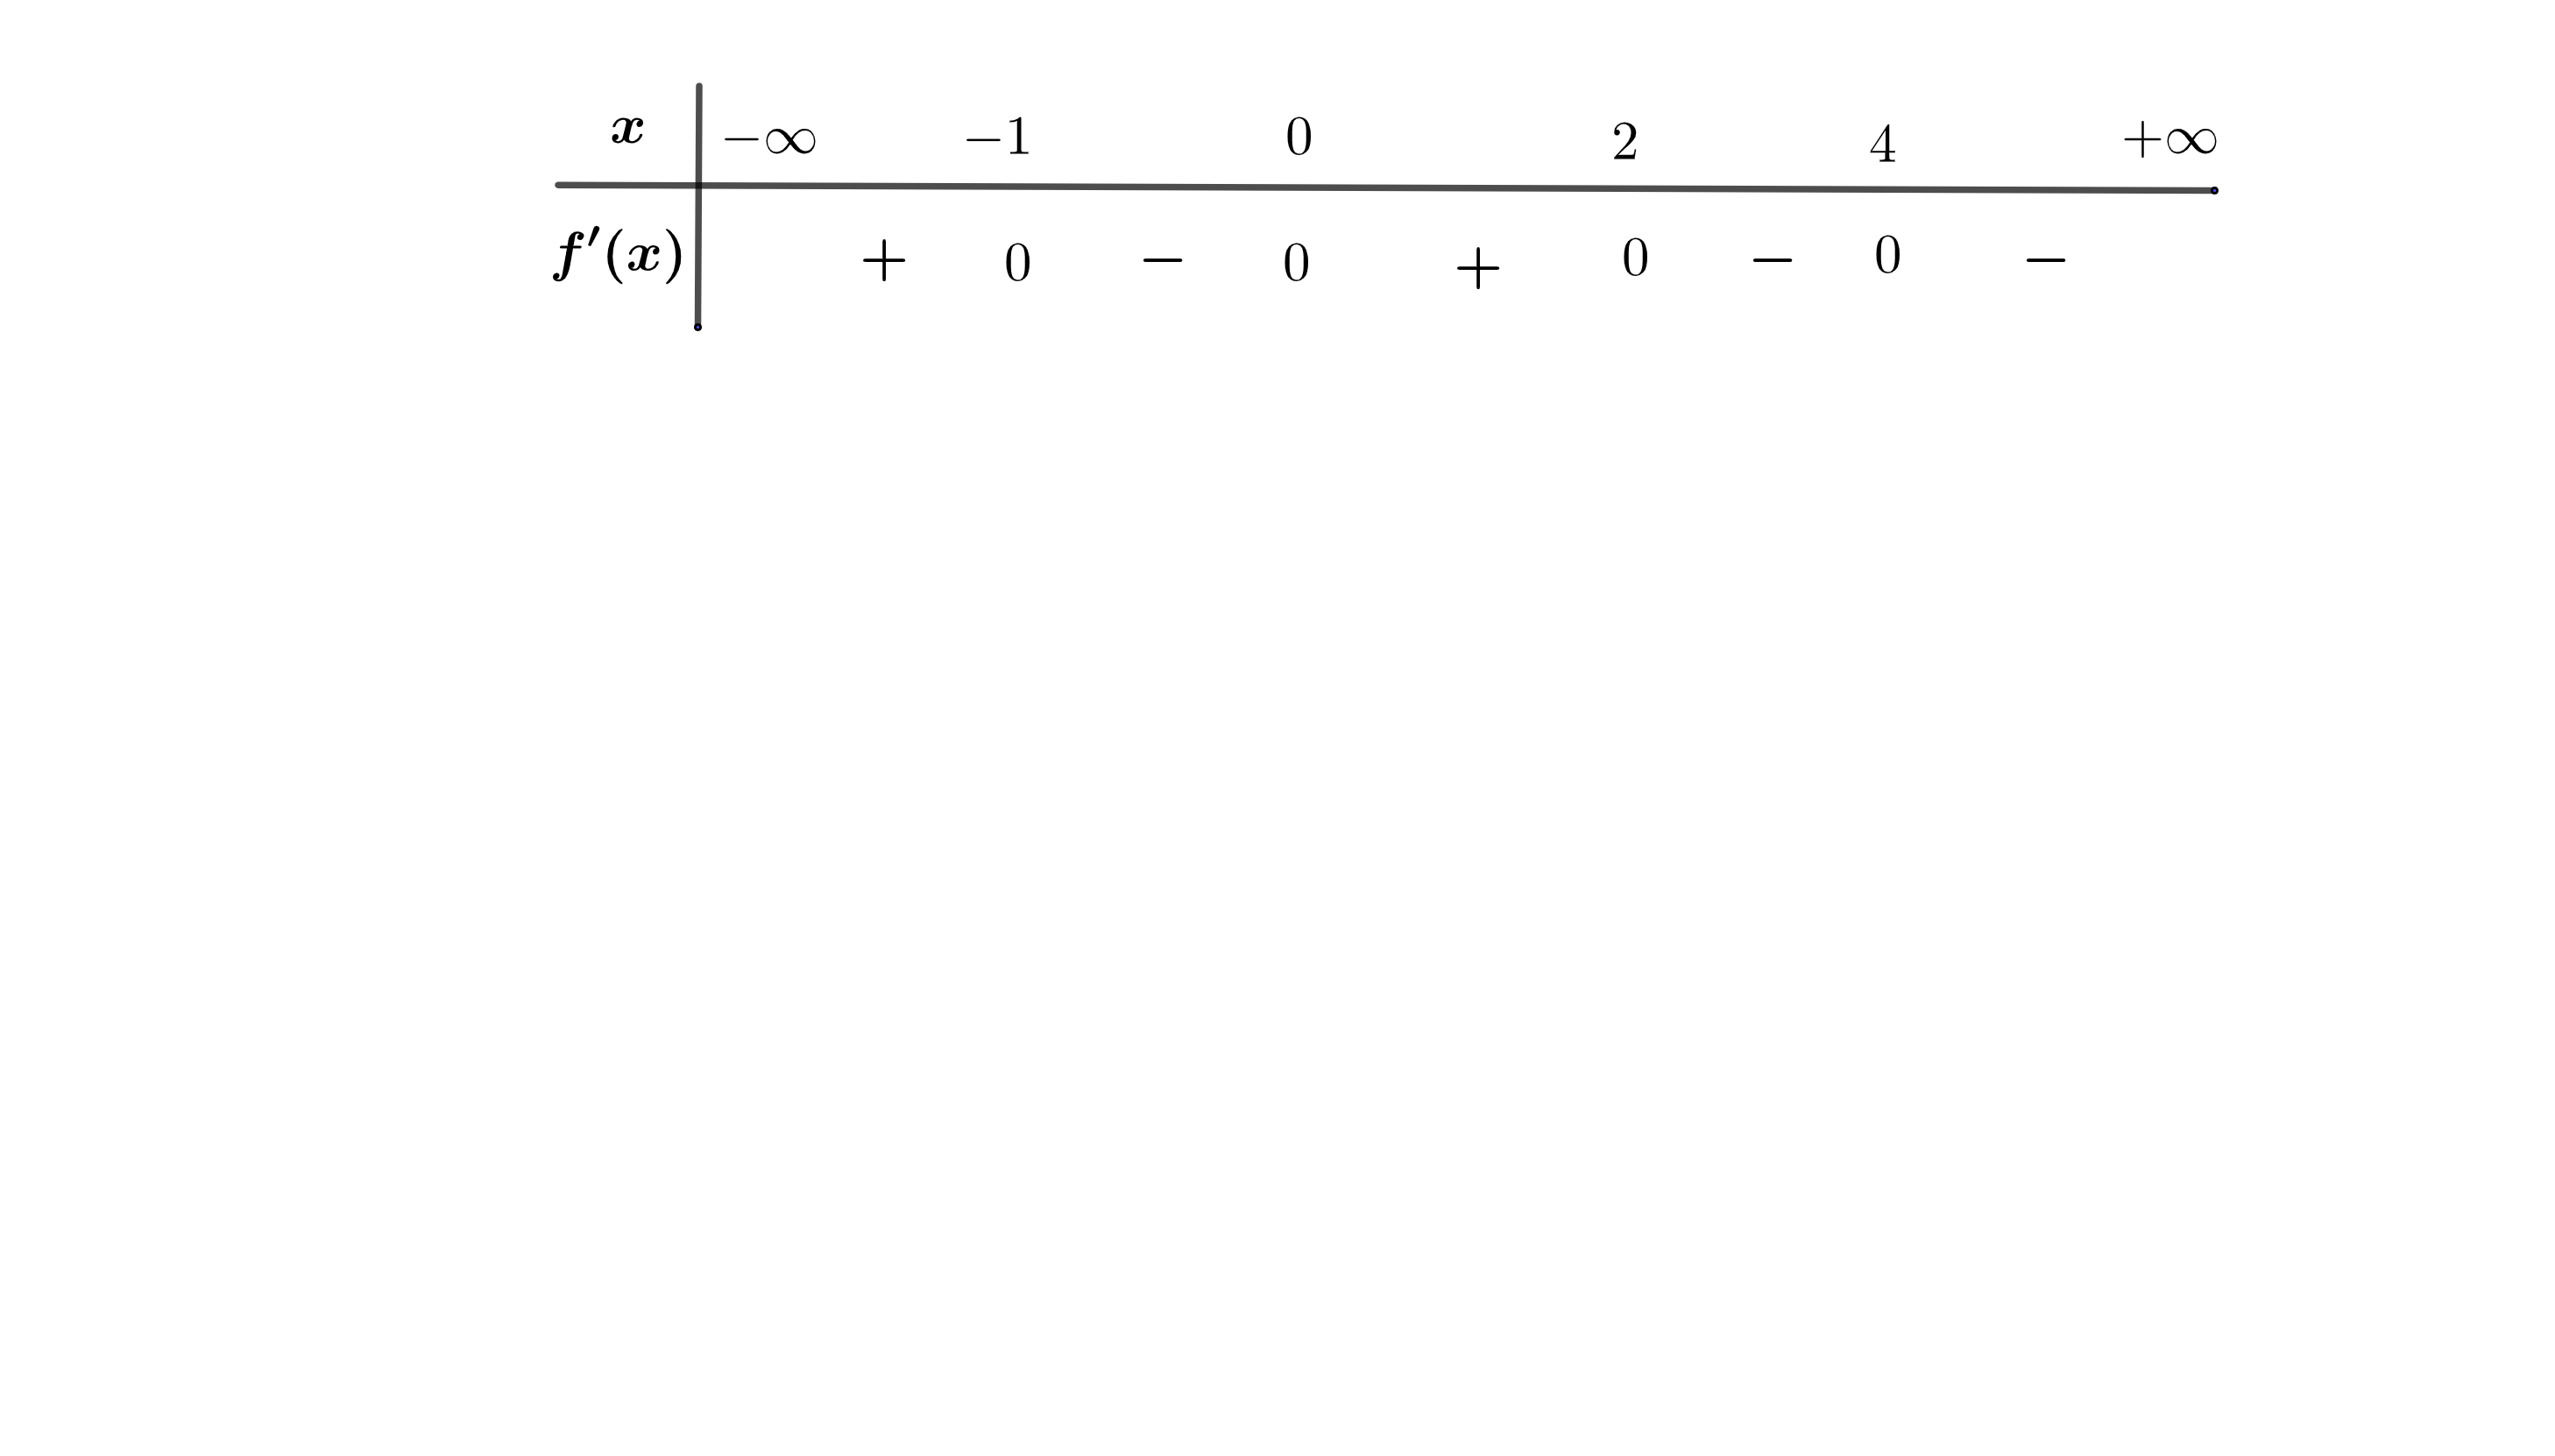 x −∞ −1 0 2 4 +∞
f′(x) + 0 − 0 + 0 − 0 −